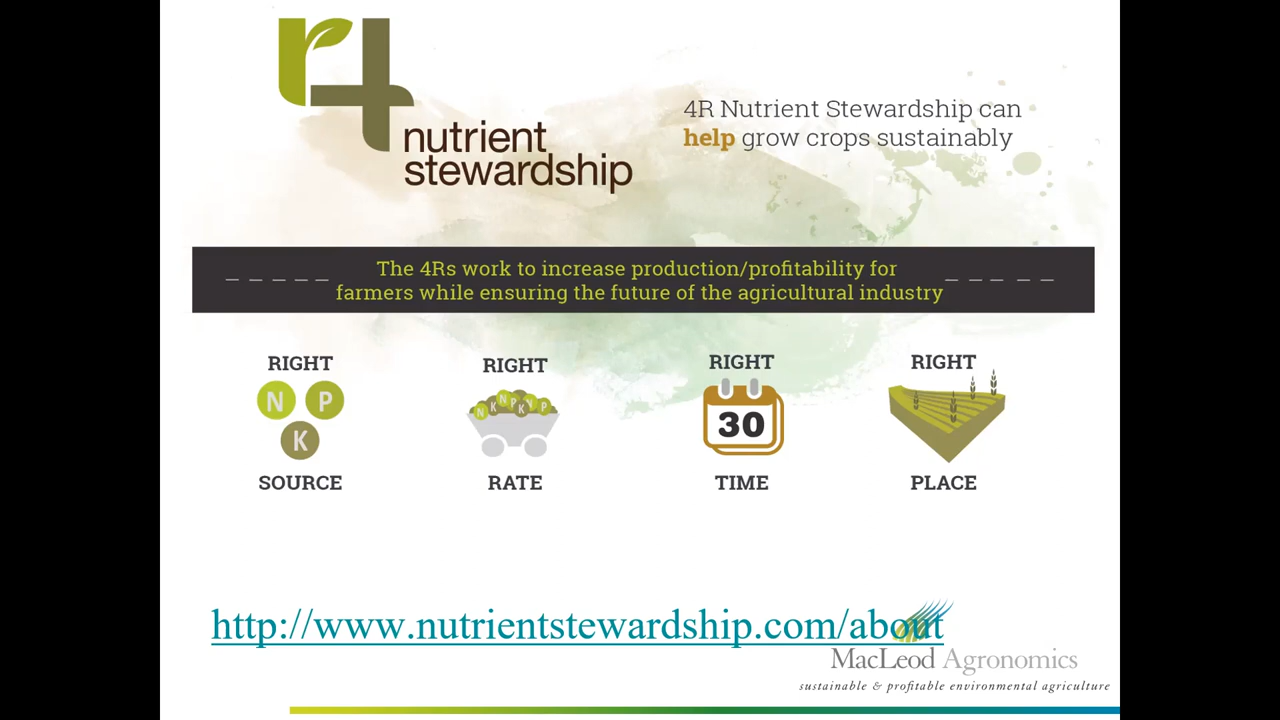 r4
nutrient
stewardship
4R Nutrient Stewardship can
help grow crops sustainably
The 4Rs work to increase production/profitability for
farmers while ensuring the future of the agricultural industry
RIGHT
N P
K
SOURCE
RIGHT
N K N P K Y P
RATE
RIGHT
30
TIME
RIGHT
PLACE
http://www.nutrientstewardship.com/about
MacLeod Agronomics
sustainable & profitable environmental agriculture